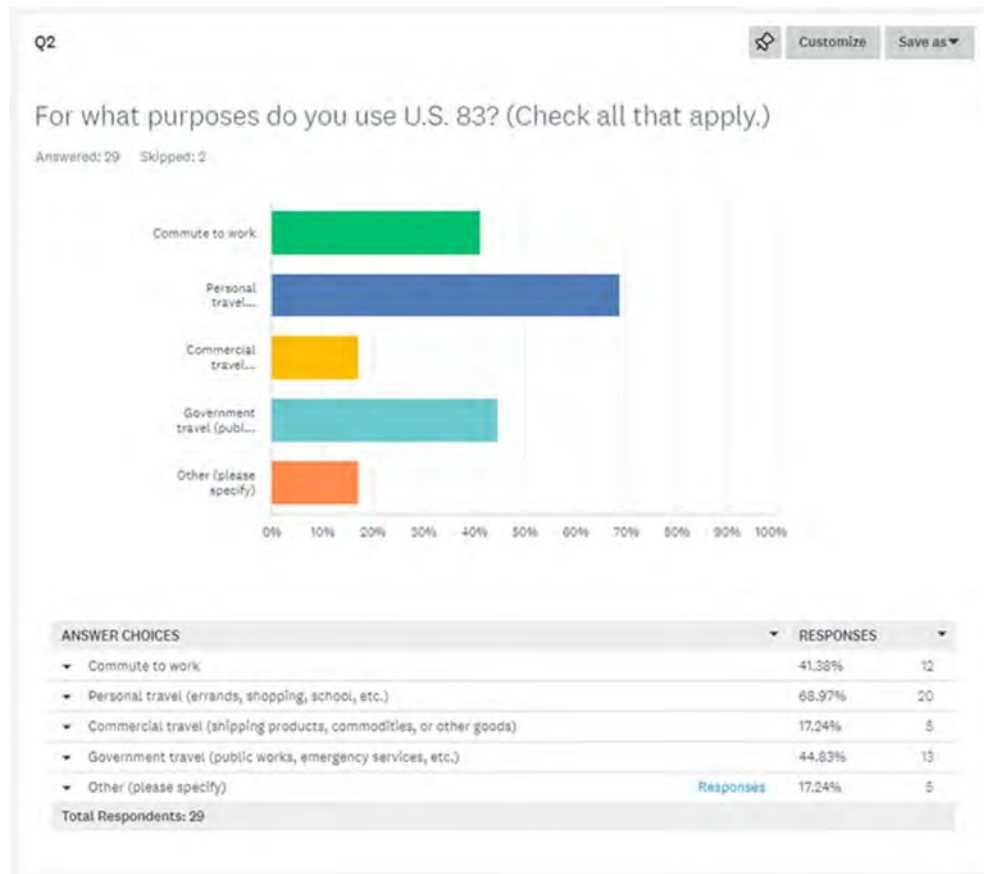 Q2
Customize
Save as
For what purposes do you use U.S. 83? (Check all that apply.)
Answered: 29 Skipped: 2
Commute to work
Personal
travel....
Commercial
travel....
Government
travel (publ...
Other (please
specify)
0% 10% 20% 30% 40% 50% 60% 70% 80% 90% 100%
ANSWER CHOICES RESPONSES
Commute to work 41.38% 12
Personal travel (errands, shopping, school, etc.) 68.97% 20
Commercial travel (shipping products, commodities, or other goods) 17.24% 5
Government travel (public works, emergency services, etc.) 44.83% 13
Other (please specify) Responses 17.24% 5
Total Respondents: 29